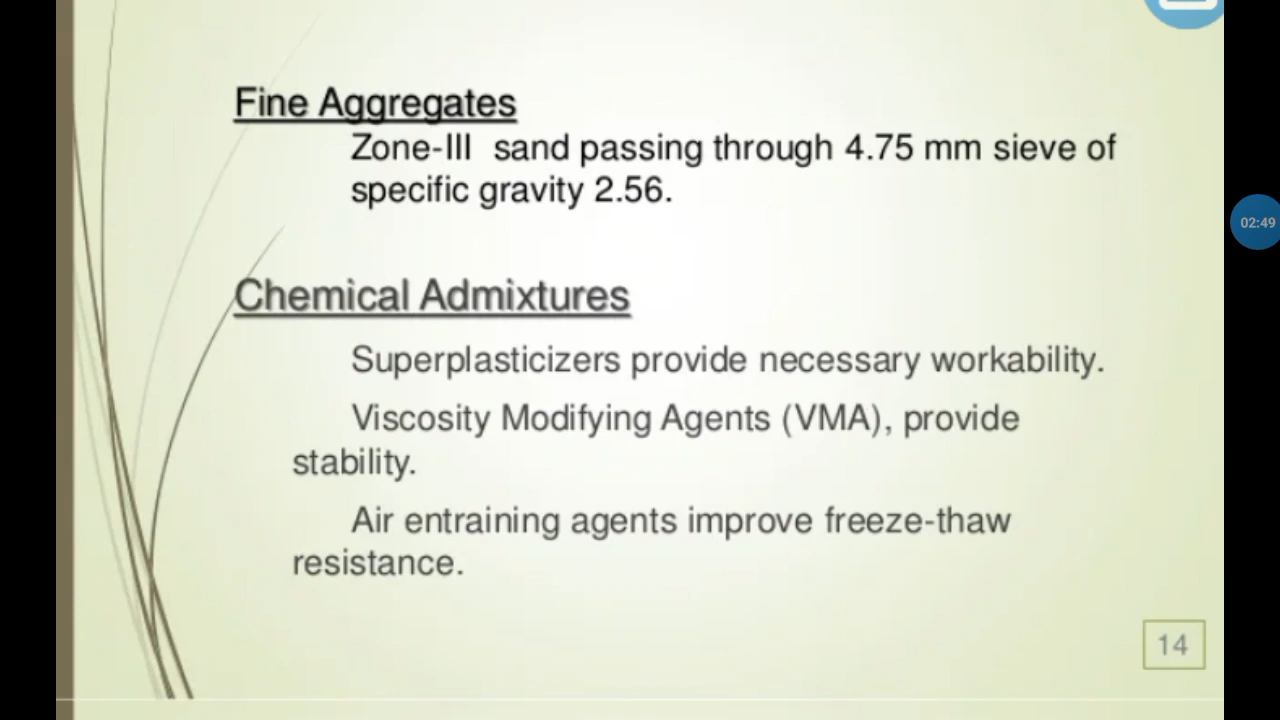 Fine Aggregates
Zone-III sand passing through 4.75 mm sieve of
specific gravity 2.56.
Chemical Admixtures
Superplasticizers provide necessary workability.
Viscosity Modifying Agents (VMA), provide
stability.
Air entraining agents improve freeze-thaw
resistance.
14
02:49